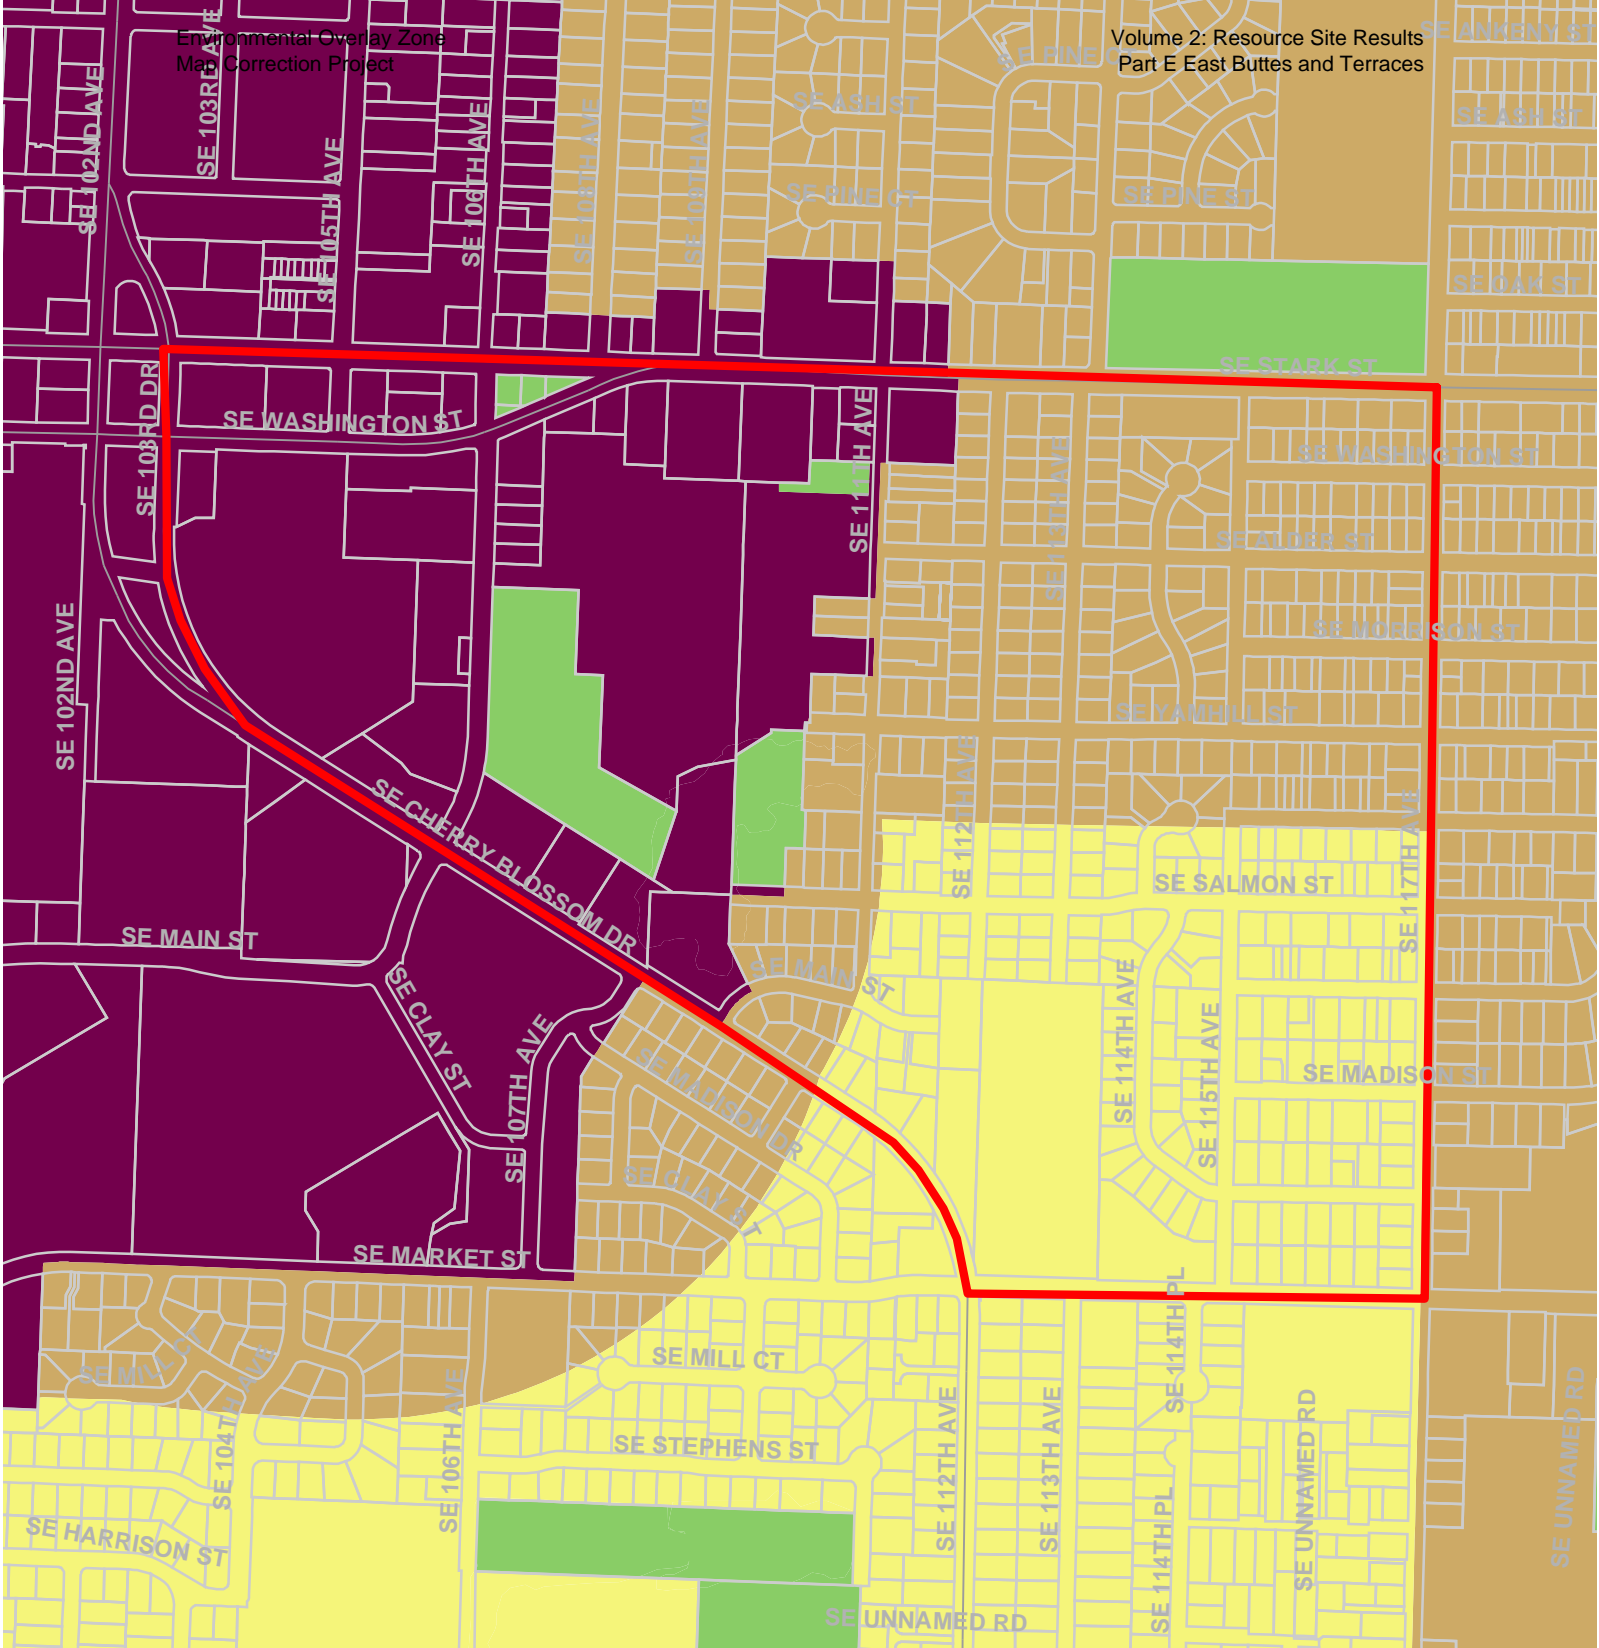 Environmental Overlay Zone
Map Correction Project
Volume 2: Resource Site Results
Part E East Buttes and Terraces
SE ANKENY ST
SE 103RD AVE
SE 102ND AVE
SE 105TH AVE
SE 106TH AVE
SE 108TH AVE
SE 109TH AVE
SE PINE CT
SE ASH ST
SE ASH ST
SE PINE CT
SE PINE ST
SE OAK ST
SE STARK ST
SE 103RD DR
SE WASHINGTON ST
SE 111TH AVE
SE 113TH AVE
SE WASHINGTON ST
SE ALDER ST
SE MORRISON ST
SE YAMHILL ST
SE 102ND AVE
SE CHERRY BLOSSOM DR
SE 112TH AVE
SE 117TH AVE
SE SALMON ST
SE MAIN ST
SE MAIN ST
SE CLAY ST
SE 107TH AVE
SE MADISON DR
SE 114TH AVE
SE 115TH AVE
SE MADISON ST
SE CLAY ST
SE MARKET ST
SE 114TH PL
SE MILL CT
SE 104TH AVE
SE 106TH AVE
SE MILL CT
SE STEPHENS ST
SE 112TH AVE
SE 113TH AVE
SE 114TH PL
SE UNNAMED RD
SE UNNAMED RD
SE HARRISON ST
SE UNNAMED RD